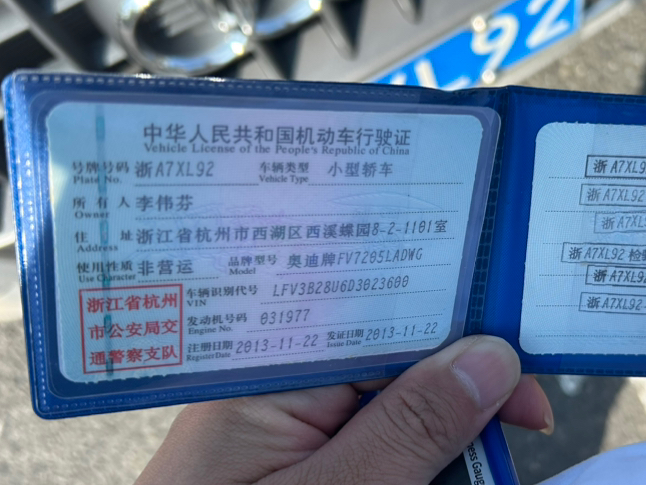 XL92
中华人民共和国机动车行驶证
Vehicle License of the People's Republic of China
号牌号码 浙A7XL92 车辆类型 小型轿车
Plate No. Vehicle Type
所有人 李伟芬
Owner
住址 浙江省杭州市西湖区西溪蝶园8-2-1101室
Address
使用性质 非营运 品牌型号 奥迪牌FV7205LADWG
Use Character Model
浙江省杭州
市公安局交
通警察支队
车辆识别代号 LFV3B28U6D3023600
VIN
发动机号码 031977
Engine No.
注册日期 2013-11-22 发证日期 2013-11-22
Register Date Issue Date
浙A7XL92
浙A7XL9
浙A7XL
浙A7XL92 检
浙A7XL92
浙A7XL92
ness Gaug